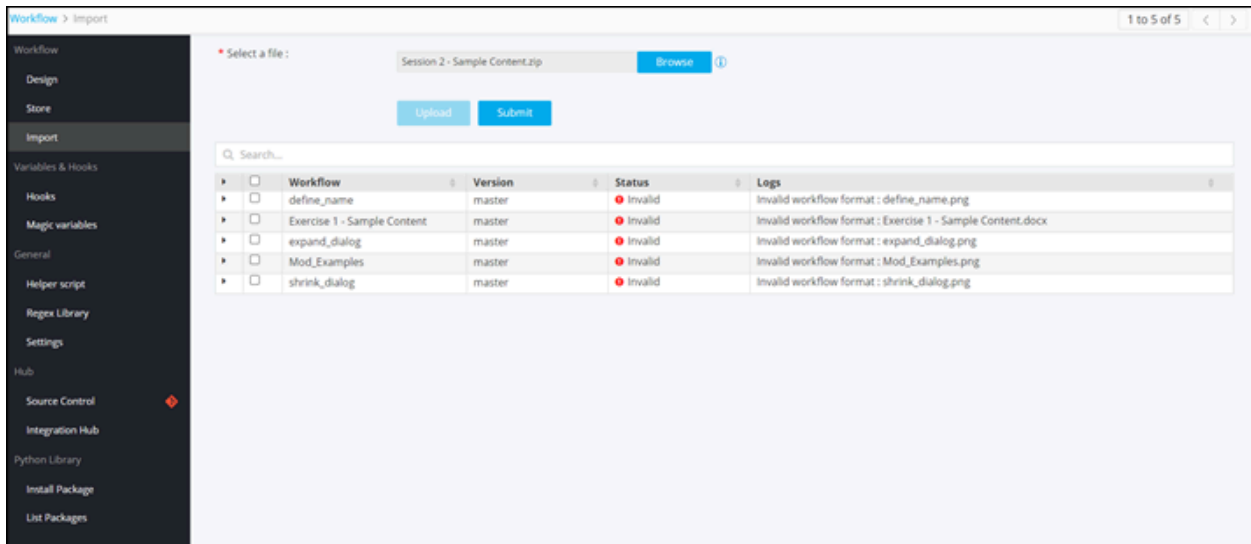 Workflow > Import
1 to 5 of 5 < >
Workflow
Design
Store
Import
Variables & Hooks
Hooks
Magic variables
General
Helper script
Regex Library
Settings
Hub
Source Control
Integration Hub
Python Library
Install Package
List Packages
* Select a file :
Session 2 - Sample Content.zip
Browse
Upload
Submit
Search...
Workflow Version Status Logs
define_name master Invalid Invalid workflow format : define_name.png
Exercise 1 - Sample Content master Invalid Invalid workflow format : Exercise 1 - Sample Content.docx
expand_dialog master Invalid Invalid workflow format : expand_dialog.png
Mod_Examples master Invalid Invalid workflow format : Mod_Examples.png
shrink_dialog master Invalid Invalid workflow format : shrink_dialog.png